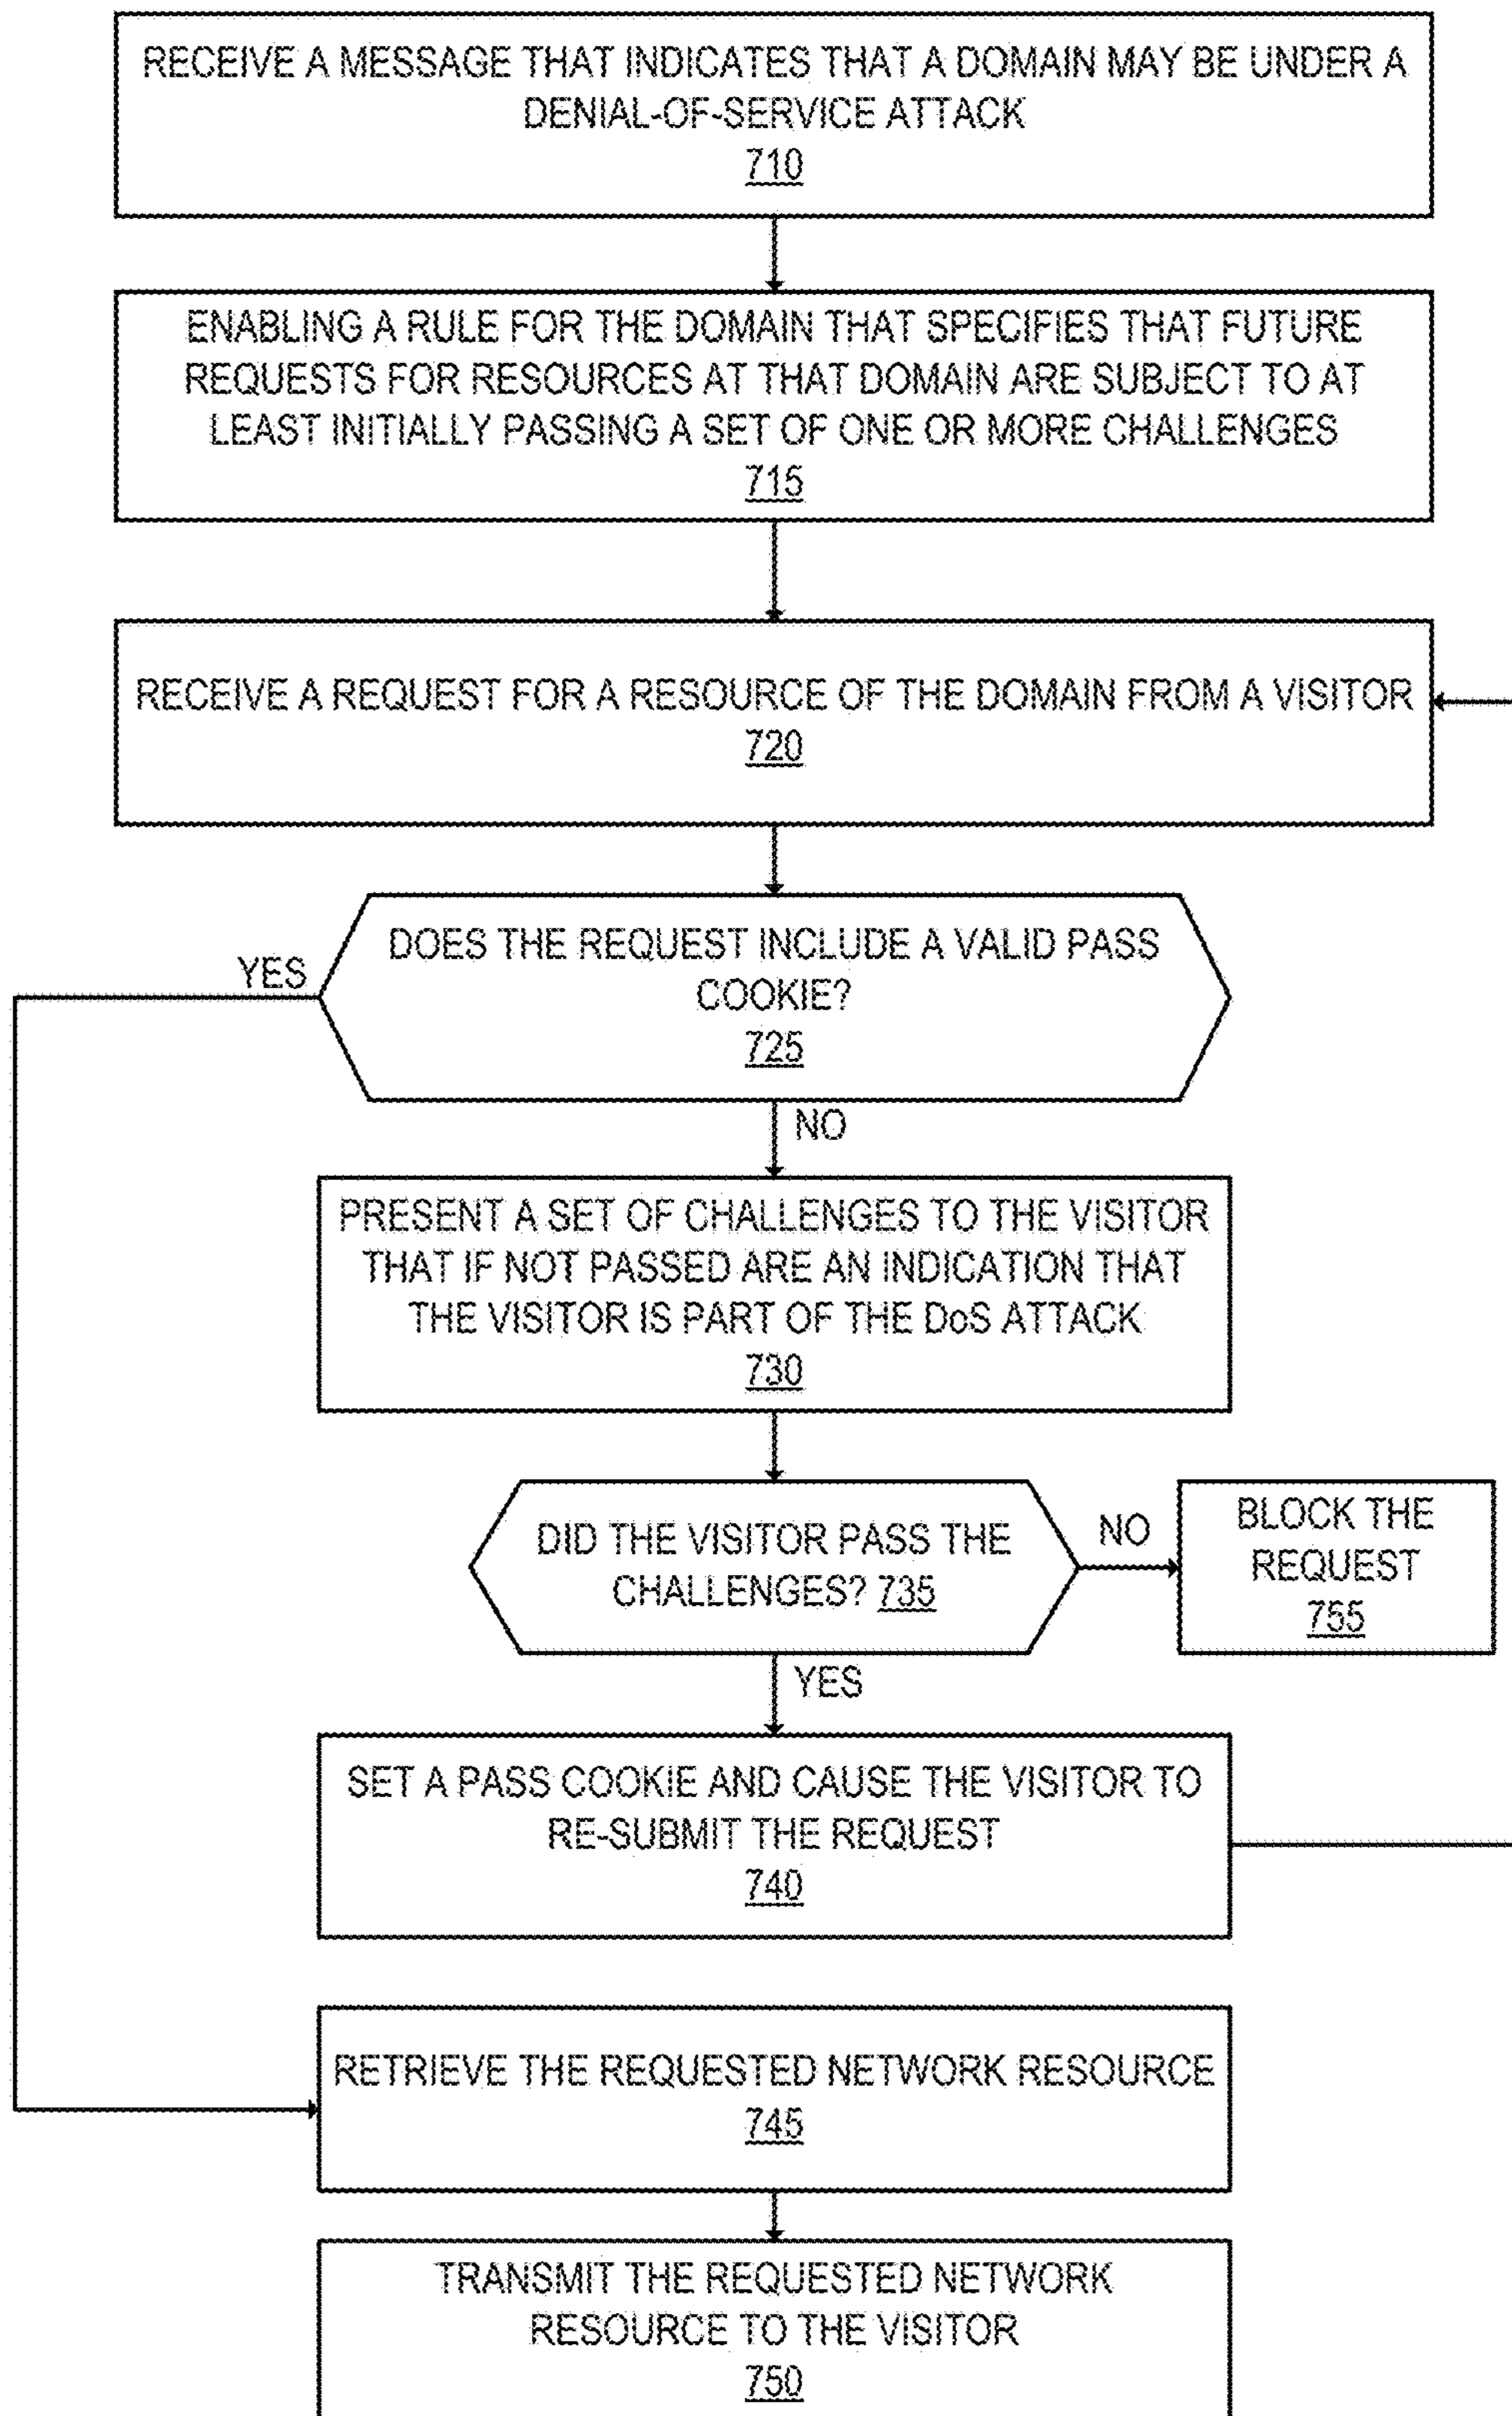 RECEIVE A MESSAGE THAT INDICATES THAT A DOMAIN MAY BE UNDER A
DENIAL-OF-SERVICE ATTACK
710
ENABLING A RULE FOR THE DOMAIN THAT SPECIFIES THAT FUTURE
REQUESTS FOR RESOURCES AT THAT DOMAIN ARE SUBJECT TO AT
LEAST INITIALLY PASSING A SET OF ONE OR MORE CHALLENGES
715
RECEIVE A REQUEST FOR A RESOURCE OF THE DOMAIN FROM A VISITOR
720
DOES THE REQUEST INCLUDE A VALID PASS
COOKIE?
725
YES
NO
PRESENT A SET OF CHALLENGES TO THE VISITOR
THAT IF NOT PASSED ARE AN INDICATION THAT
THE VISITOR IS PART OF THE DoS ATTACK
730
DID THE VISITOR PASS THE
CHALLENGES? 735
NO
BLOCK THE
REQUEST
755
YES
SET A PASS COOKIE AND CAUSE THE VISITOR TO
RE-SUBMIT THE REQUEST
740
RETRIEVE THE REQUESTED NETWORK RESOURCE
745
TRANSMIT THE REQUESTED NETWORK
RESOURCE TO THE VISITOR
750